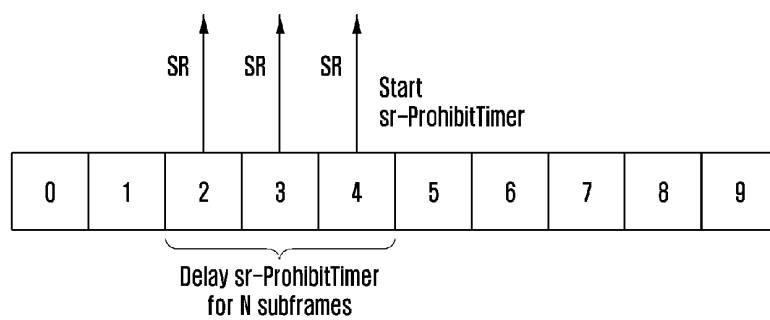 SR SR SR
Start
sr-ProhibitTimer
0 1 2 3 4 5 6 7 8 9
Delay sr-ProhibitTimer
for N subframes